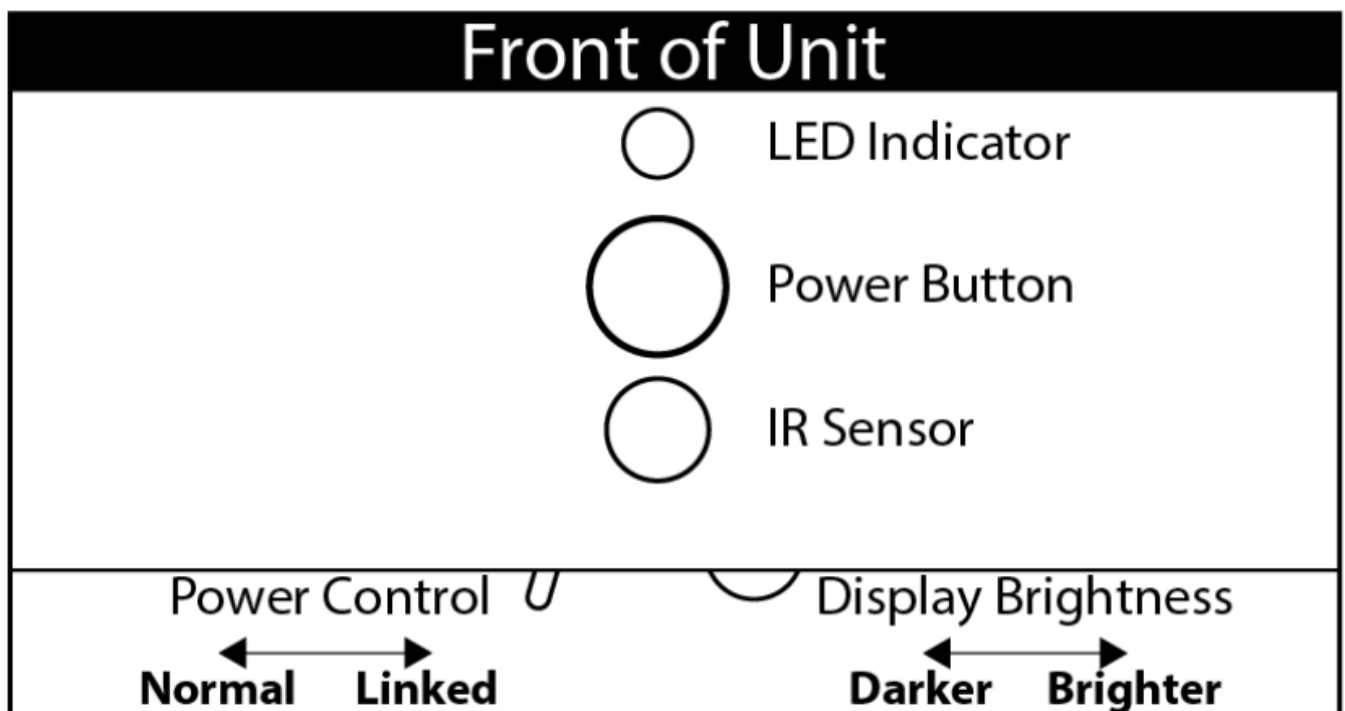 Front of Unit
LED Indicator
Power Button
IR Sensor
Power Control
Display Brightness
Normal Linked
Darker Brighter